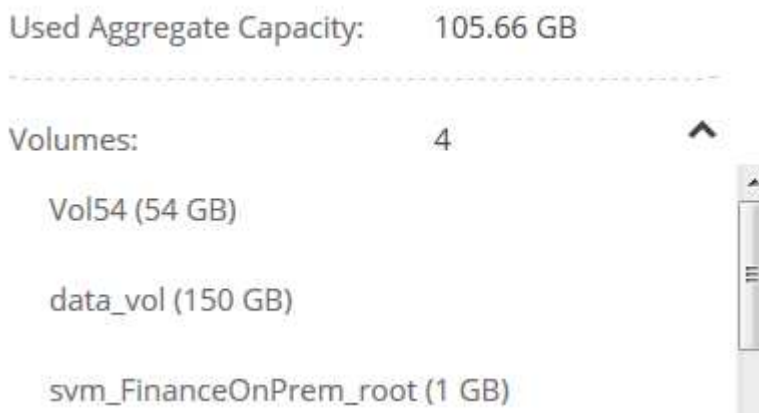 Used Aggregate Capacity: 105.66 GB
Volumes: 4
Vol54 (54 GB)
data_vol (150 GB)
svm_FinanceOnPrem_root (1 GB)